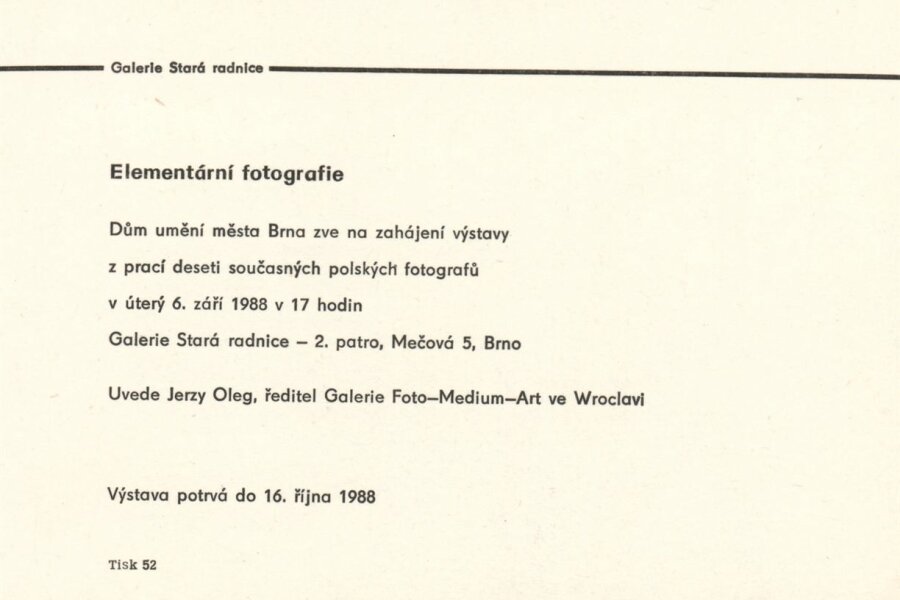 Galerie Stará radnice
Elementární fotografie
Dům umění města Brna zve na zahájení výstavy
z prací deseti současných polských fotografů
v úterý 6. září 1988 v 17 hodin
Galerie Stará radnice – 2. patro, Mečová 5, Brno
Uvede Jerzy Oleg, ředitel Galerie Foto–Medium–Art ve Wroclavi
Výstava potrvá do 16. října 1988
Tisk 52